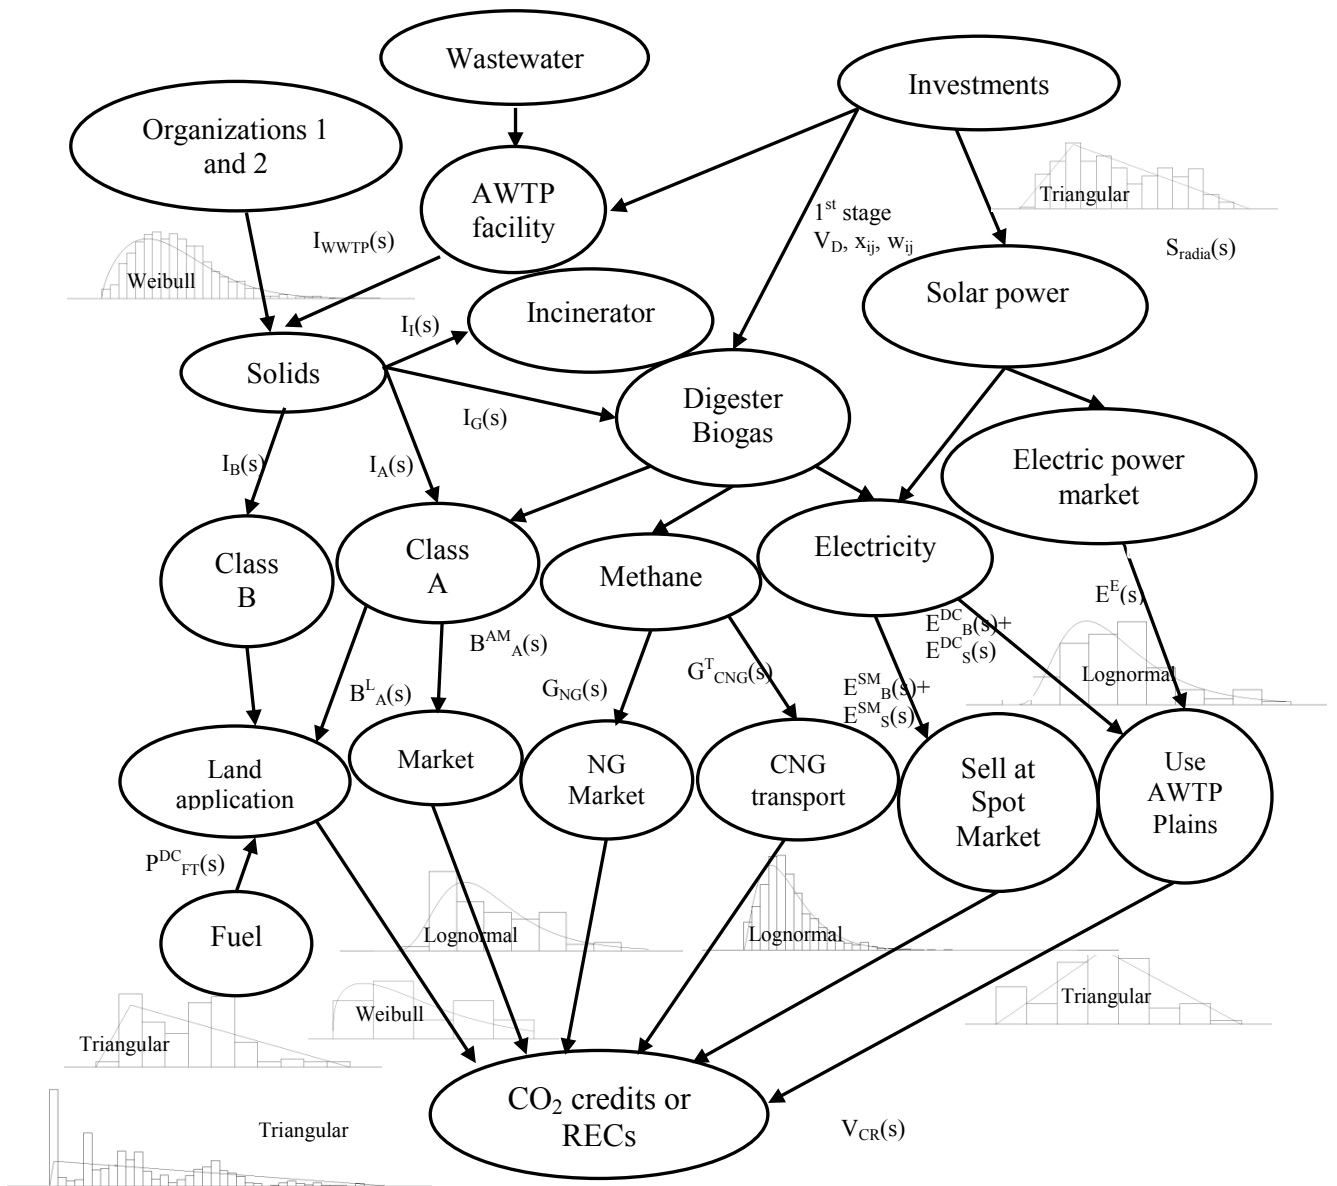 Wastewater
Investments
Organizations 1
and 2
AWTP
facility
Triangular
1st stage
VD, xij, wij
IWWTP(s)
Sradia(s)
Weibull
Solar power
Incinerator
II(s)
Solids
Digester
Biogas
IG(s)
IB(s)
IA(s)
Electric power
market
Class
B
Class
A
Methane
Electricity
EE(s)
EDCB(s)+
EDCS(s)
BAMA(s)
Lognormal
BLA(s)
GNG(s)
GTCNG(s)
ESMB(s)+
ESMS(s)
Land
application
Market
NG
Market
CNG
transport
Sell at
Spot
Market
Use
AWTP
Plains
PDCFT(s)
Fuel
Lognormal
Lognormal
Triangular
Weibull
Triangular
CO2 credits or
RECs
Triangular
VCR(s)